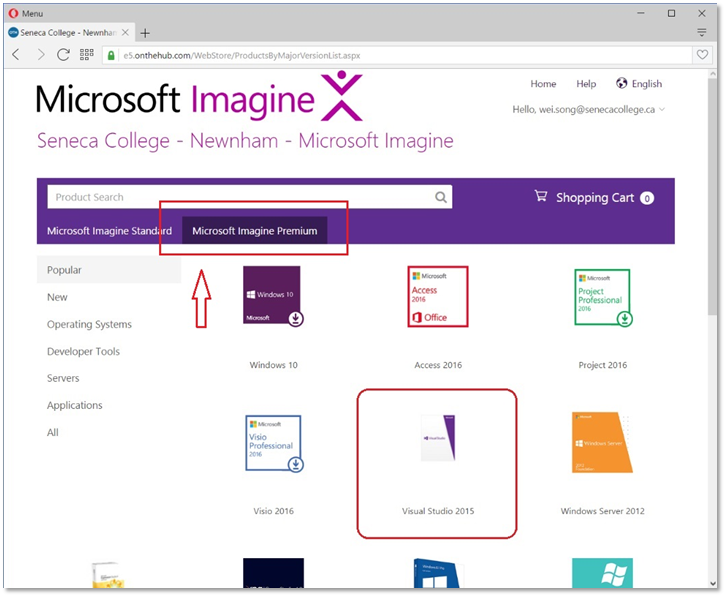 Menu
Seneca College - Newnham
e5.onthehub.com/WebStore/ProductsByMajorVersionList.aspx
Home Help English
Microsoft Imagine
Hello, wei.song@senecacollege.ca
Seneca College - Newnham - Microsoft Imagine
Product Search
Shopping Cart 0
Microsoft Imagine Standard Microsoft Imagine Premium
Popular
New
Operating Systems
Developer Tools
Servers
Applications
All
Windows 10
Microsoft
Microsoft
Access
2016
Office
Microsoft
Project
Professional
2016
Windows 10
Access 2016
Project 2016
Microsoft
Visio
Professional
2016
Visual Studio
Windows Server
Visio 2016
Visual Studio 2015
Windows Server 2012